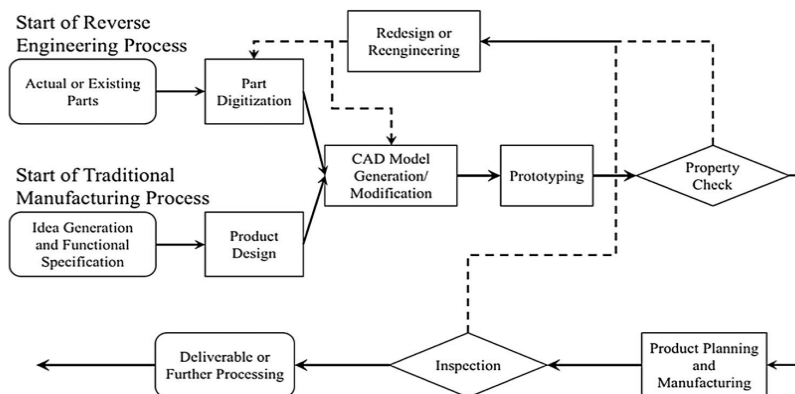 Start of Reverse
Engineering Process
Redesign or
Reengineering
Actual or Existing
Parts
Part
Digitization
CAD Model
Generation/
Modification
Prototyping
Property
Check
Start of Traditional
Manufacturing Process
Idea Generation
and Functional
Specification
Product
Design
Deliverable or
Further Processing
Inspection
Product Planning
and
Manufacturing